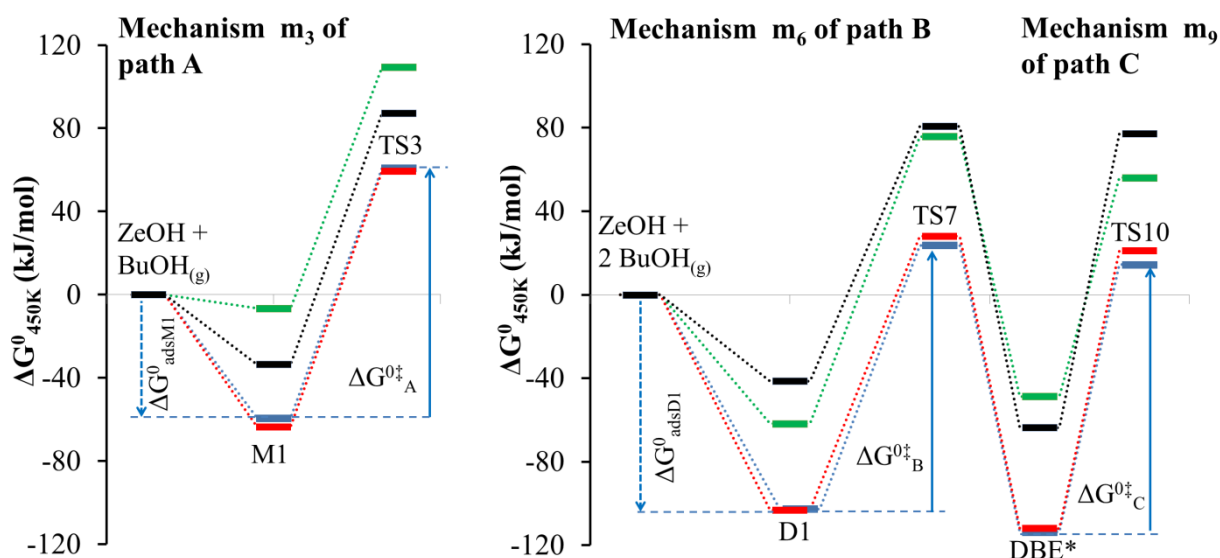 Mechanism m3 of
path A
120
80
40
0
-40
-80
-120
ΔG⁰450K (kJ/mol)
ZeOH +
BuOH(g)
ΔG⁰adsM1
M1
TS3
ΔG⁰‡A
Mechanism m6 of path B
120
80
40
0
-40
-80
-120
ΔG⁰450K (kJ/mol)
ZeOH +
2 BuOH(g)
ΔG⁰adsD1
D1
TS7
ΔG⁰‡B
Mechanism m9
of path C
DBE*
TS10
ΔG⁰‡C